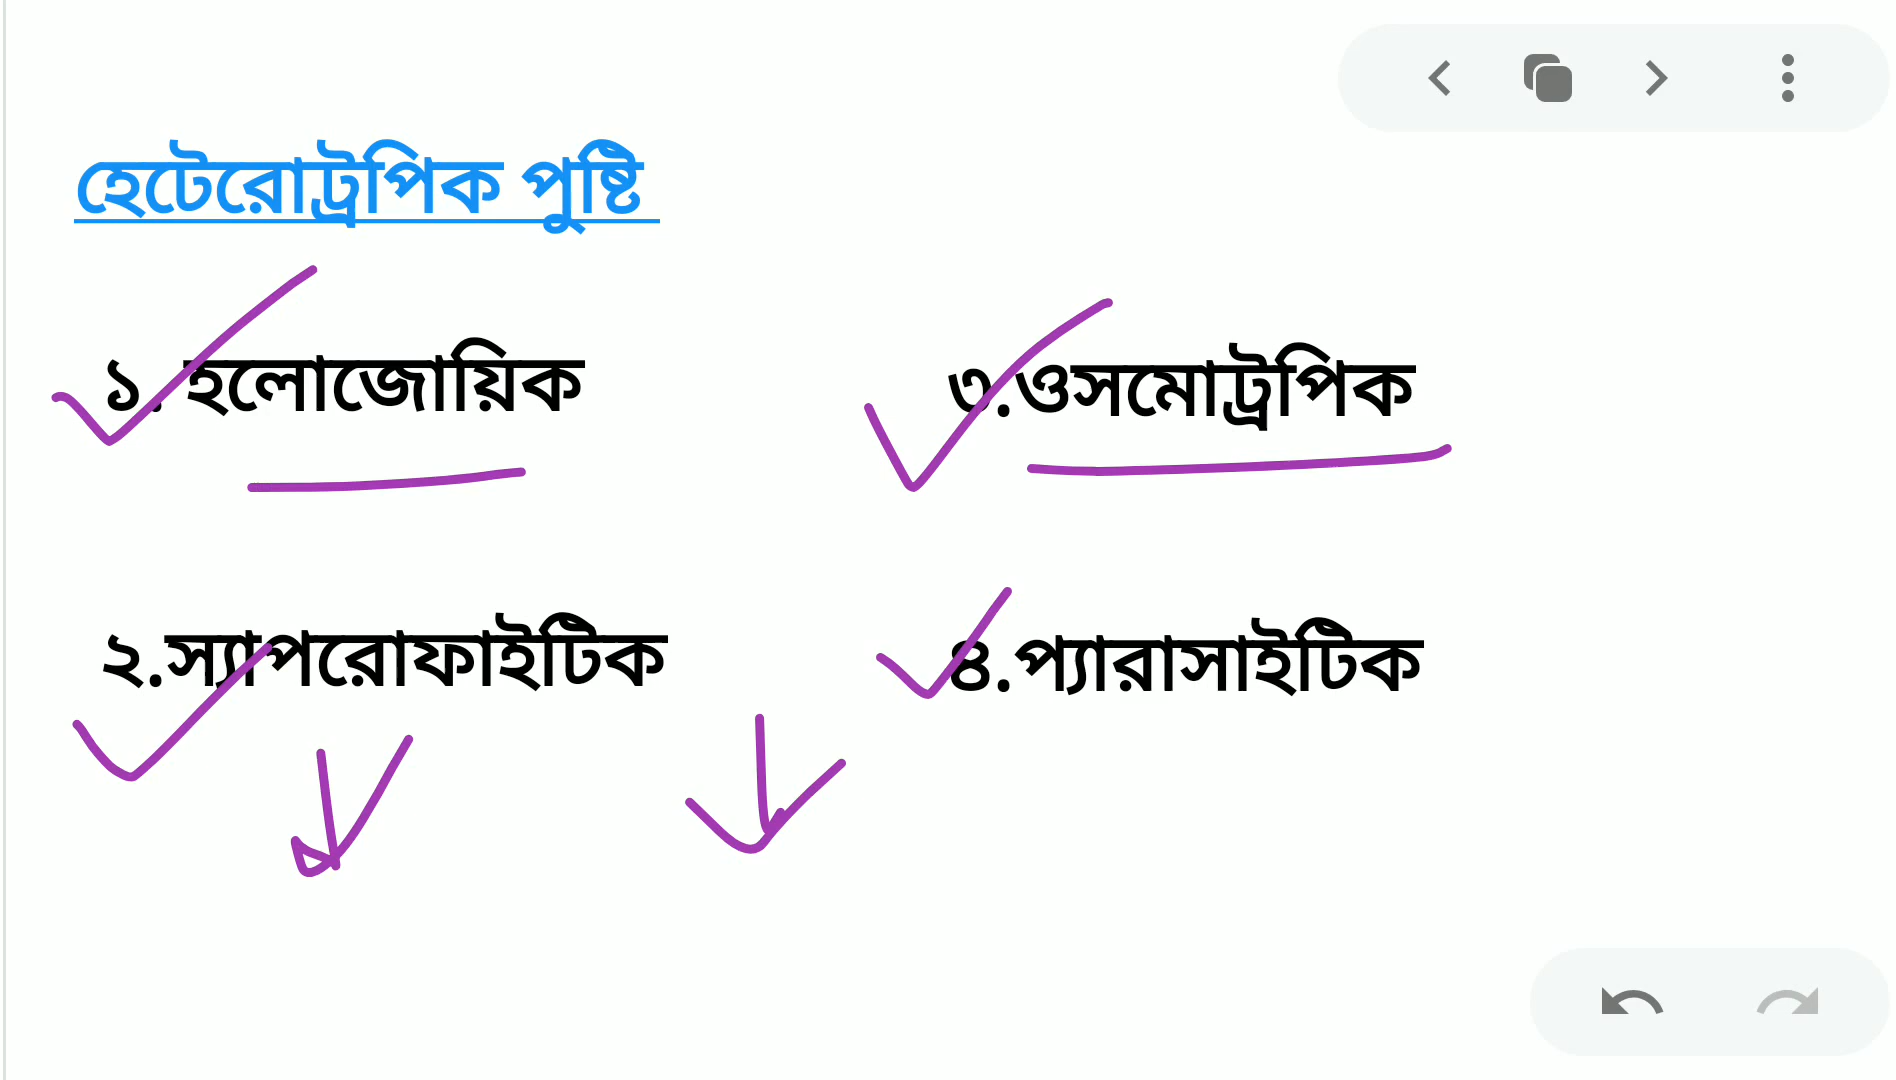 হেটেরোট্রপিক পুষ্টি
১. হলোজোয়িক
২.স্যাপরোফাইটিক
৩.ওসমোট্রপিক
৪.প্যারাসাইটিক